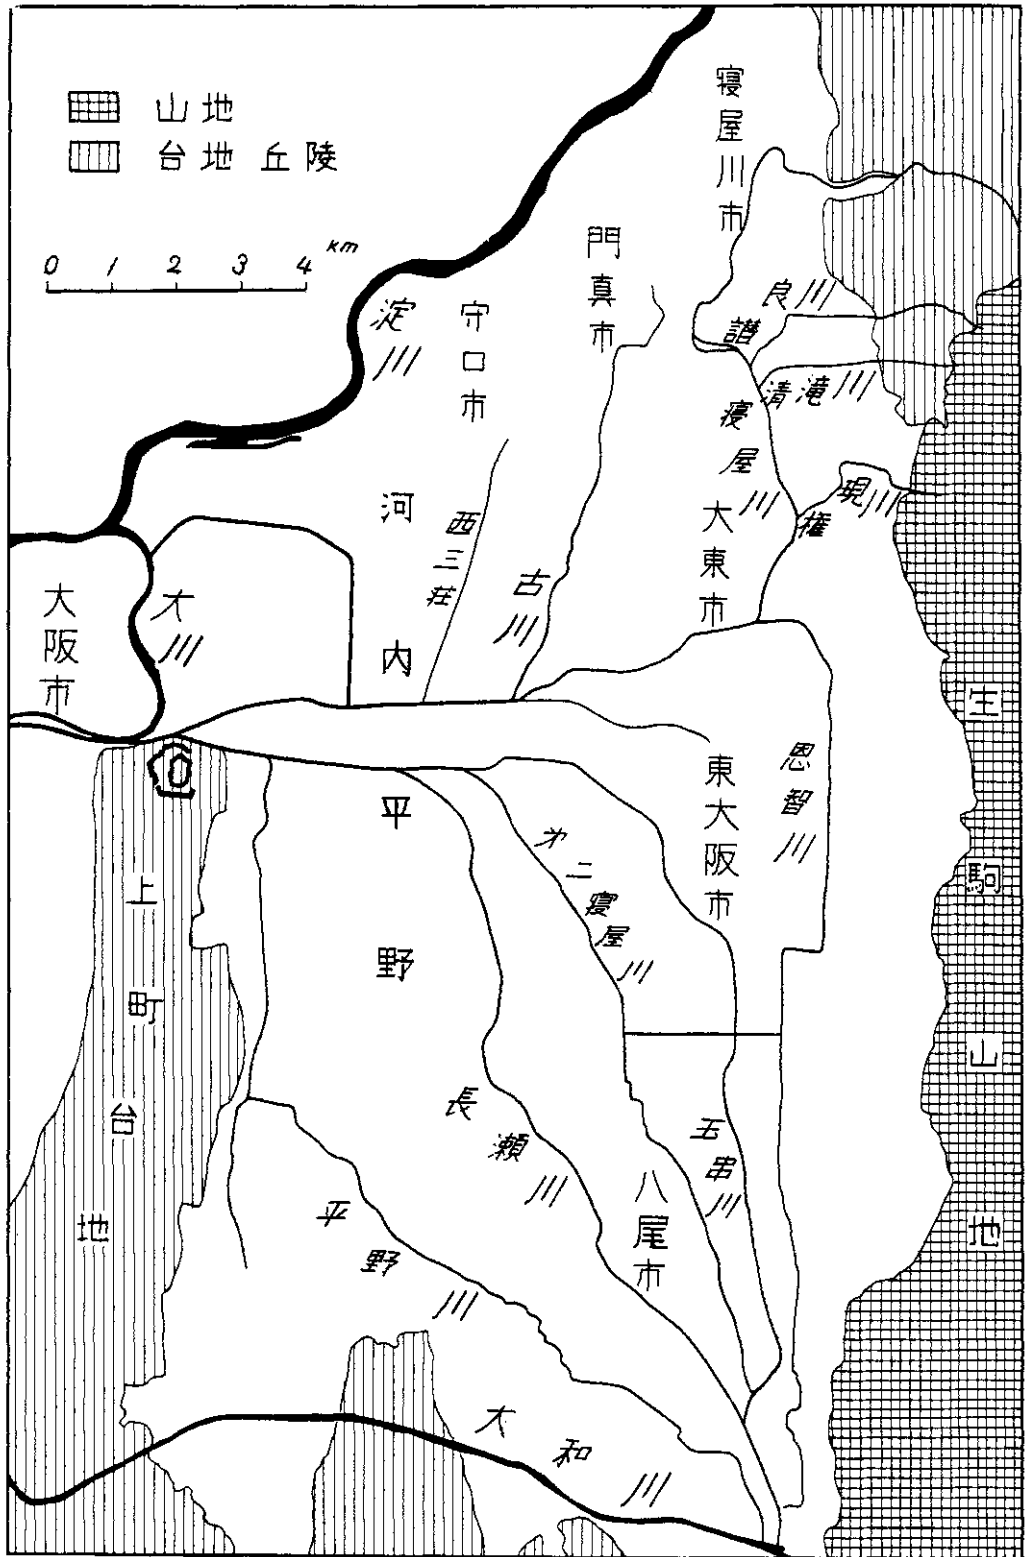 山地
台地丘陵
km
0 1 2 3 4
寝屋川市
門真市
守口市
淀川
讃良川
清滝川
寝屋川
権現川
大東市
西三荘
古川
大阪市
大川
河内平野
生駒山地
恩智川
東大阪市
第二寝屋川
上町台地
長瀬川
玉串川
八尾市
平野川
大和川